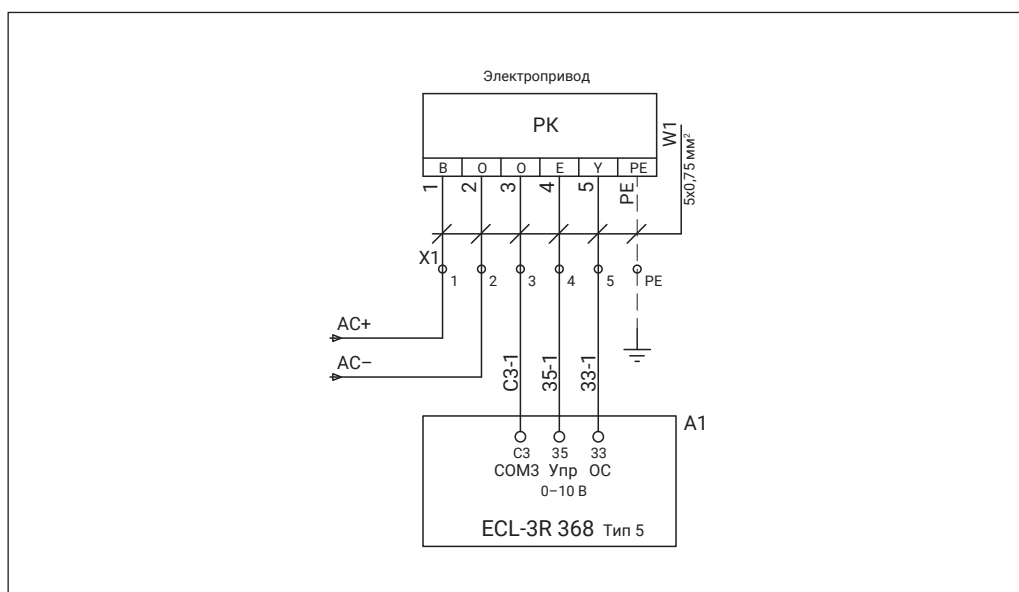 Электропривод
РК
W1
5x0,75 мм²
B O O E Y PE
1 2 3 4 5 PE
X1
1 2 3 4 5 PE
AC+
AC–
C3-1 35-1 33-1
A1
C3 35 33
COM3 Упр ОС
0–10 В
ECL-3R 368 Тип 5